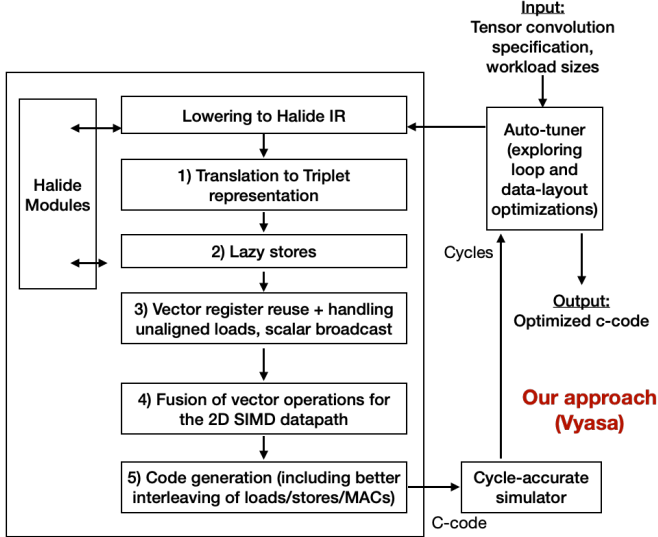 Input:
Tensor convolution
specification,
workload sizes
Lowering to Halide IR
Auto-tuner
(exploring
loop and
data-layout
optimizations)
Halide
Modules
1) Translation to Triplet
representation
2) Lazy stores
Cycles
3) Vector register reuse + handling
unaligned loads, scalar broadcast
Output:
Optimized c-code
4) Fusion of vector operations for
the 2D SIMD datapath
Our approach
(Vyasa)
5) Code generation (including better
interleaving of loads/stores/MACs)
Cycle-accurate
simulator
C-code